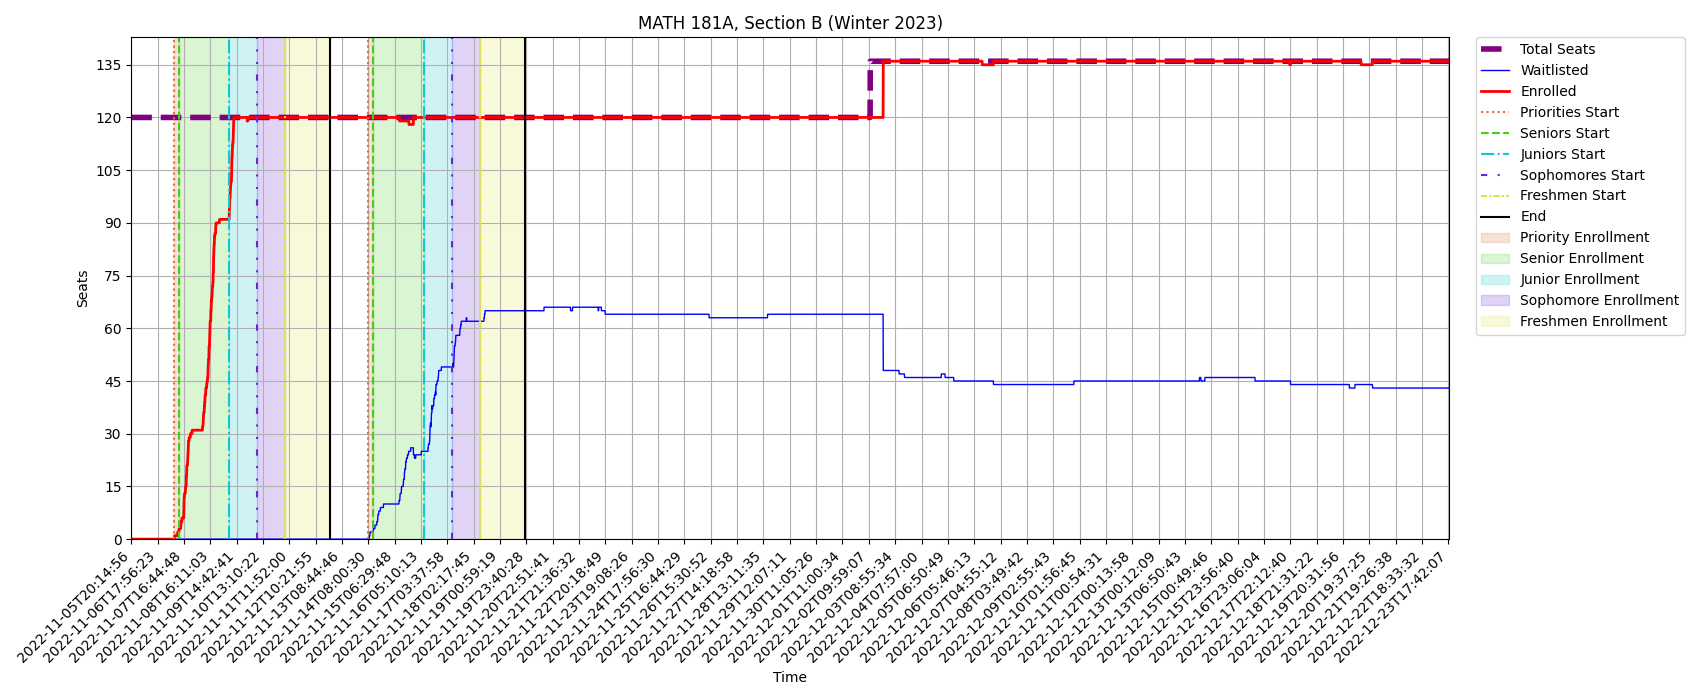 MATH 181A, Section B (Winter 2023)
Seats
135
120
105
90
75
60
45
30
15
0
2022-11-05T20:14:56
2022-11-06T17:56:23
2022-11-07T16:44:48
2022-11-08T16:11:03
2022-11-09T14:42:41
2022-11-10T13:10:22
2022-11-11T11:52:00
2022-11-12T10:21:55
2022-11-13T08:44:46
2022-11-14T08:00:30
2022-11-15T06:29:48
2022-11-16T05:10:13
2022-11-17T03:37:58
2022-11-18T02:17:45
2022-11-19T00:59:19
2022-11-19T23:40:28
2022-11-20T22:51:41
2022-11-21T21:36:32
2022-11-22T20:18:49
2022-11-23T19:08:26
2022-11-24T17:56:30
2022-11-25T16:44:29
2022-11-26T15:30:52
2022-11-27T14:18:58
2022-11-28T13:11:35
2022-11-29T12:07:11
2022-11-30T11:05:26
2022-12-01T11:00:34
2022-12-02T09:59:07
2022-12-03T08:55:34
2022-12-04T07:57:00
2022-12-05T06:50:49
2022-12-06T05:46:13
2022-12-07T04:55:12
2022-12-08T03:49:42
2022-12-09T02:55:43
2022-12-10T01:56:45
2022-12-11T00:54:31
2022-12-12T00:13:58
2022-12-13T00:12:09
2022-12-13T06:50:43
2022-12-15T00:49:46
2022-12-15T23:56:40
2022-12-16T23:06:04
2022-12-17T22:12:40
2022-12-18T21:31:22
2022-12-19T20:31:56
2022-12-20T19:37:25
2022-12-21T19:26:38
2022-12-22T18:33:32
2022-12-23T17:42:07
Time
Total Seats
Waitlisted
Enrolled
Priorities Start
Seniors Start
Juniors Start
Sophomores Start
Freshmen Start
End
Priority Enrollment
Senior Enrollment
Junior Enrollment
Sophomore Enrollment
Freshmen Enrollment